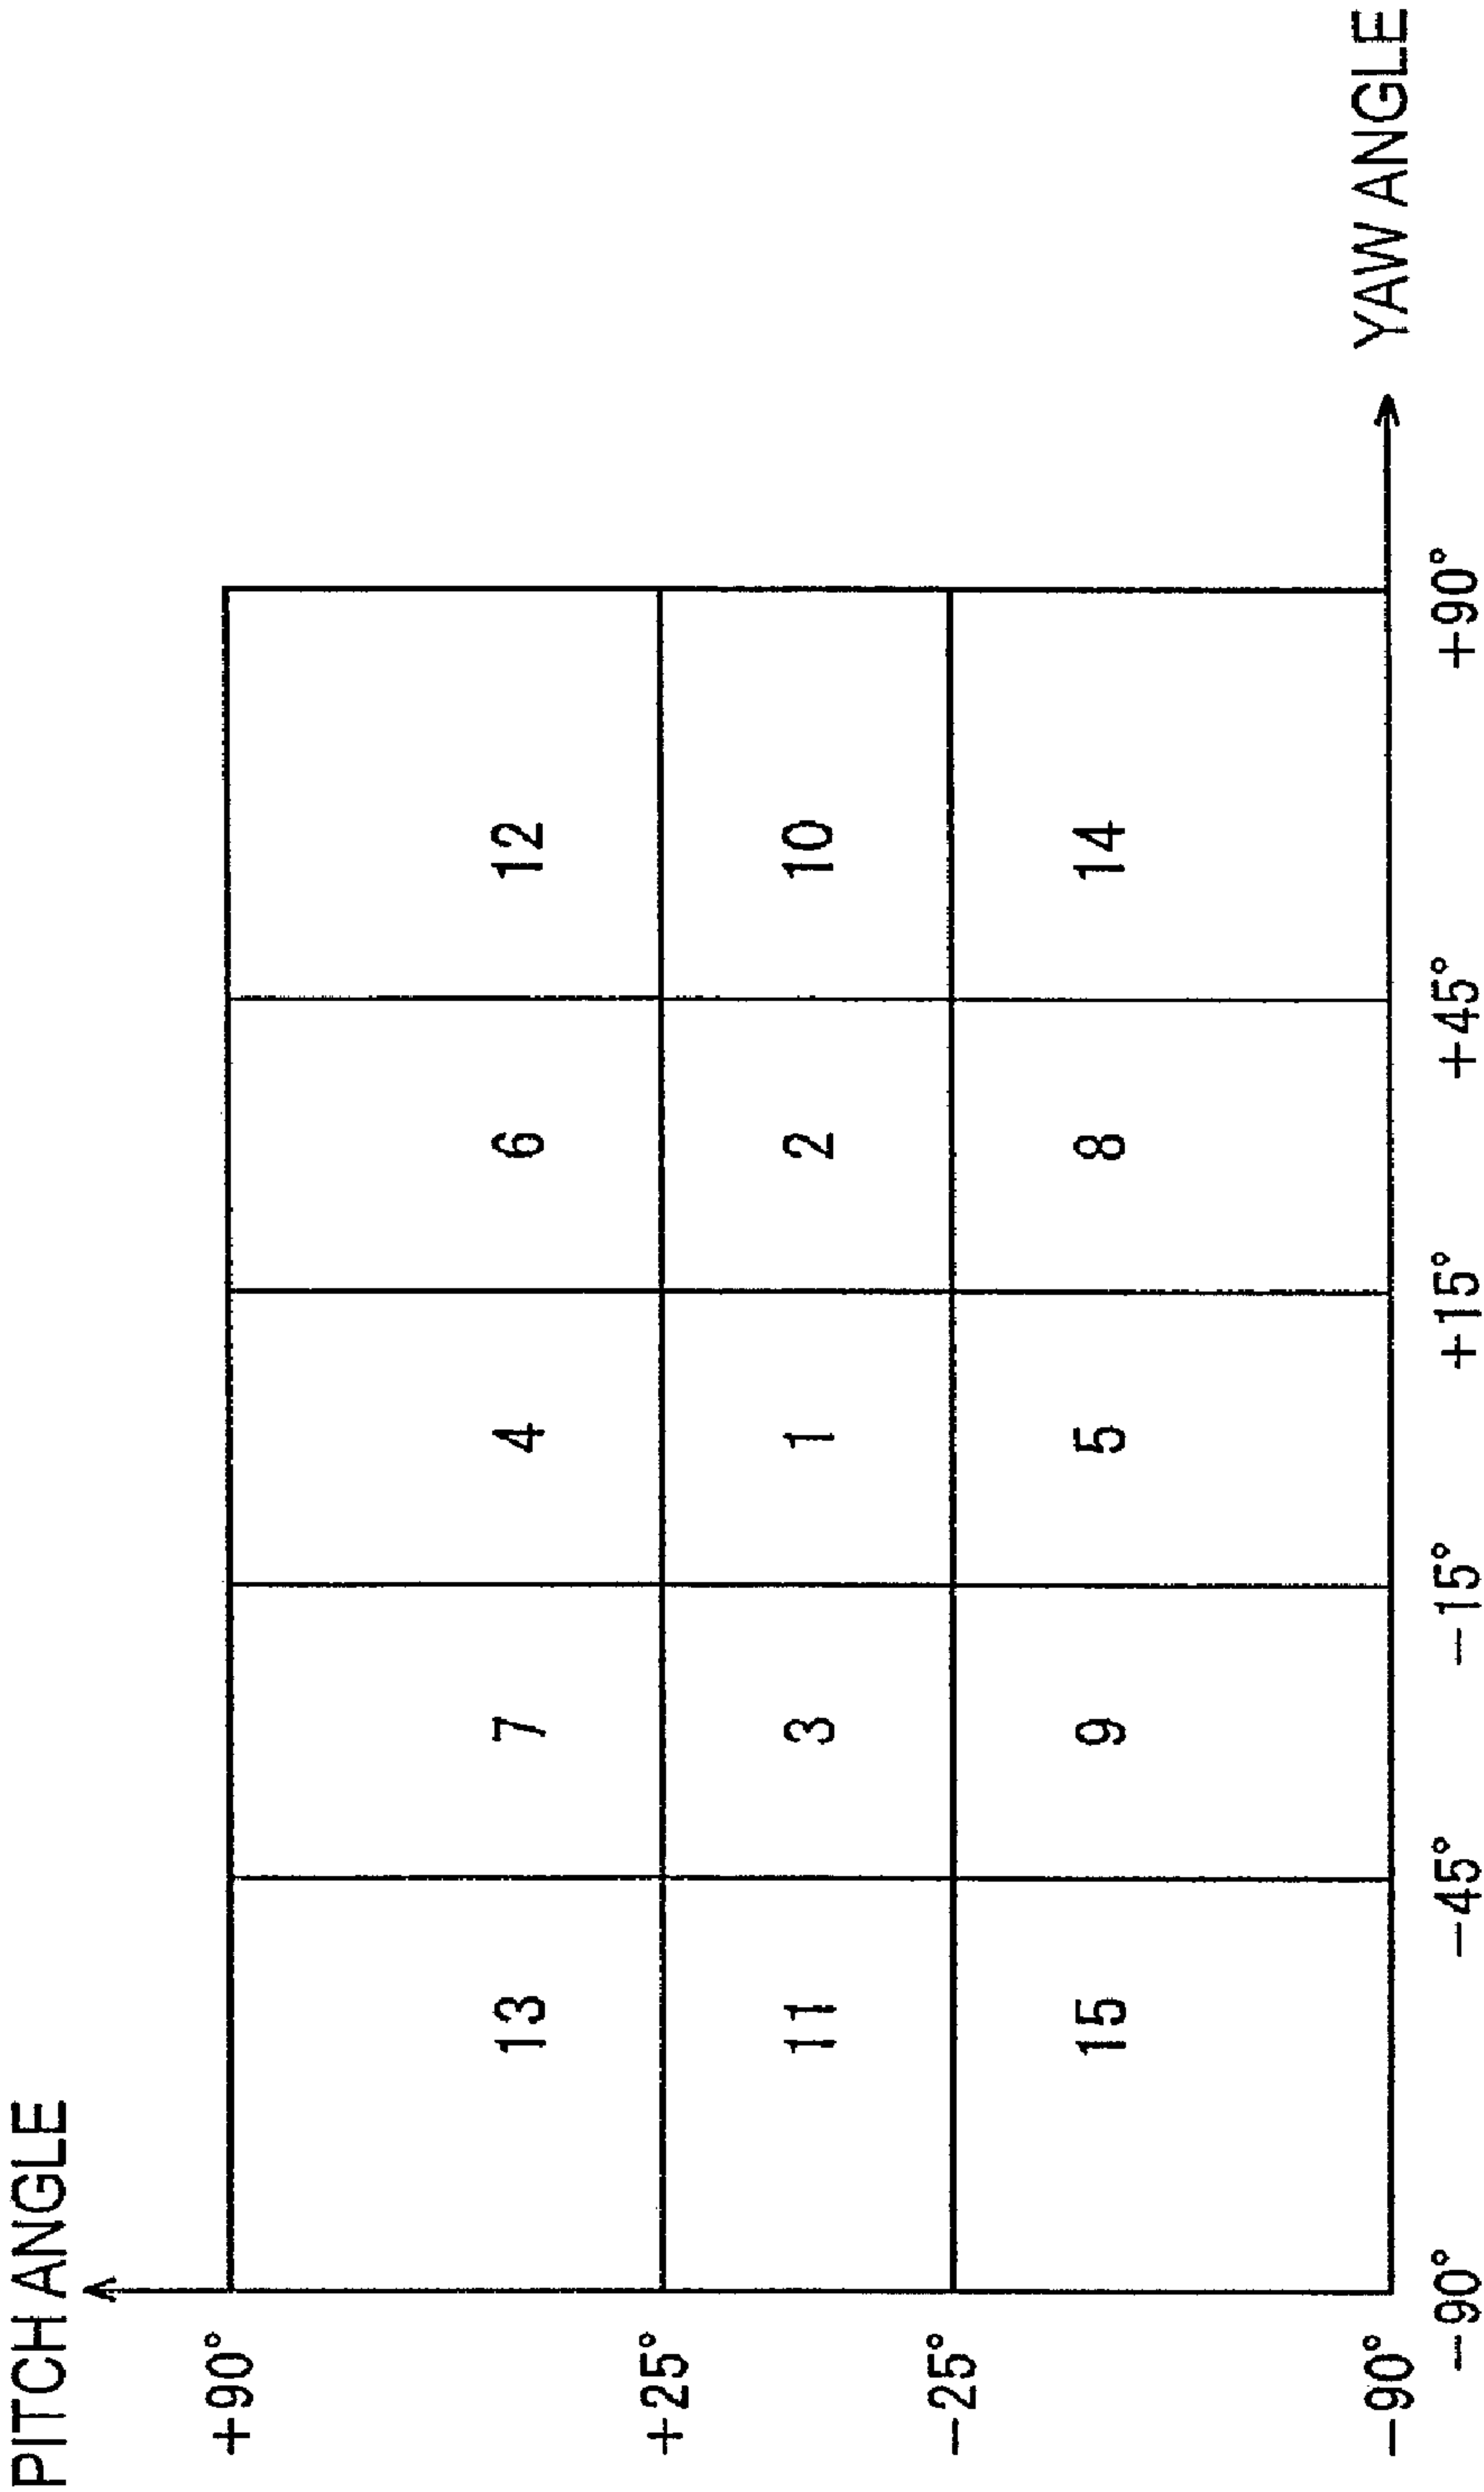 PITCH ANGLE
+90°
13 7 4 6 12
+25°
11 3 1 2 10
-25°
15 9 5 8 14
-90°
-90° -45° -15° +15° +45° +90°
YAW ANGLE